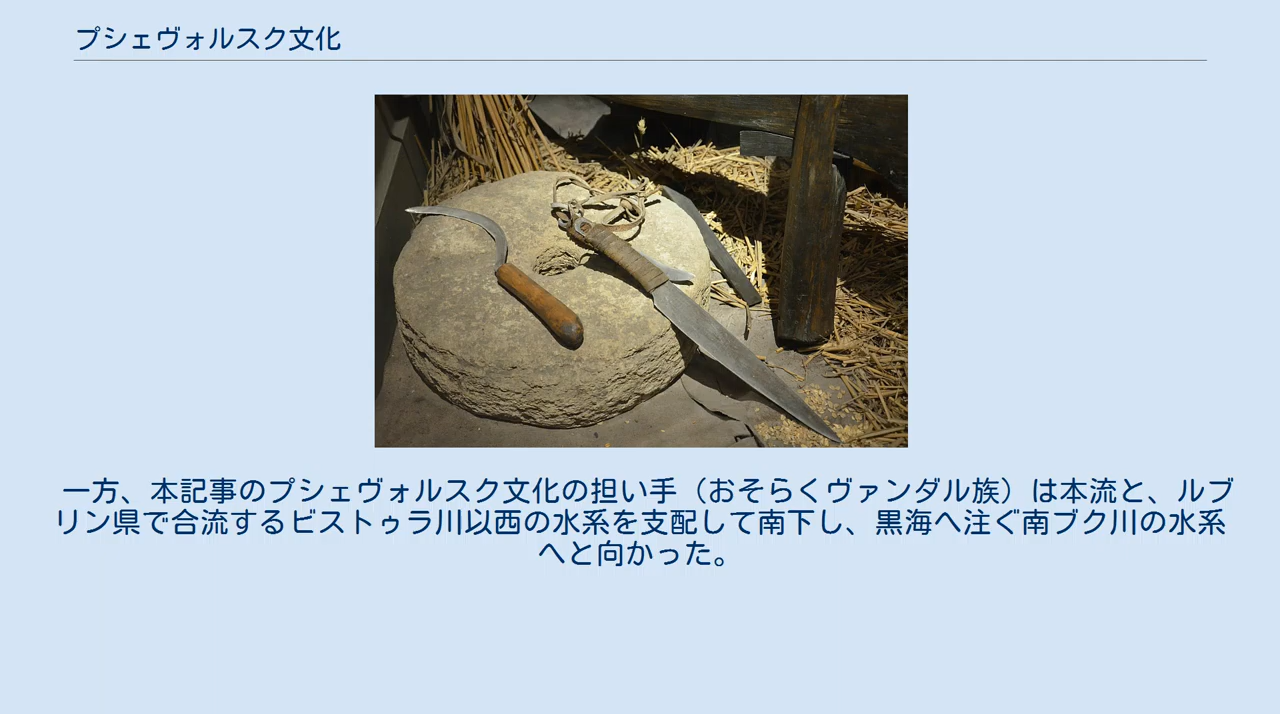 プシェヴォルスク文化
一方、本記事のプシェヴォルスク文化の担い手（おそらくヴァンダル族）は本流と、ルブ
リン県で合流するビストゥラ川以西の水系を支配して南下し、黒海へ注ぐ南ブク川の水系
へと向かった。